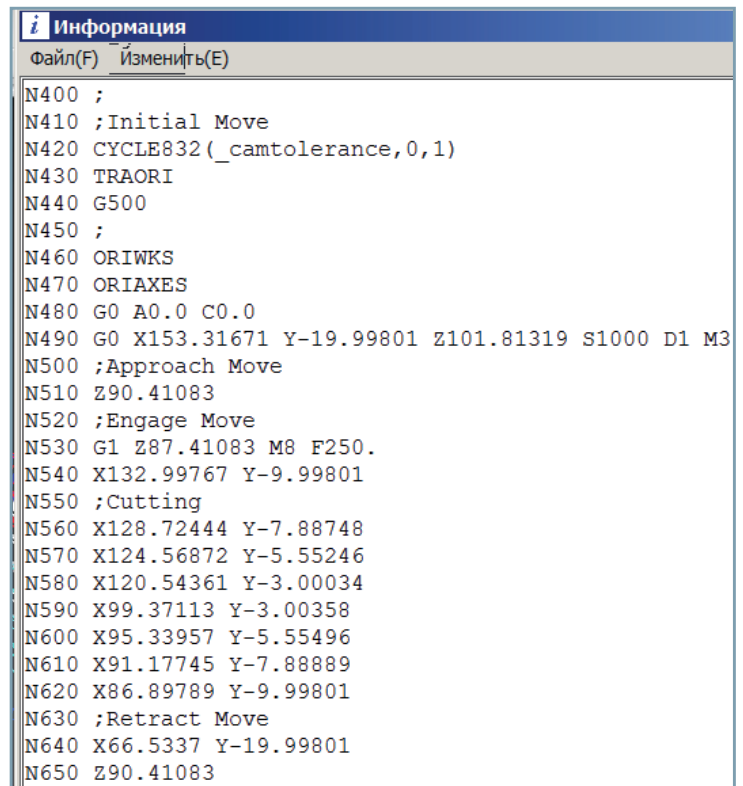 i Информация
Файл(F) Изменить(E)
N400 ;
N410 ;Initial Move
N420 CYCLE832(_camtolerance,0,1)
N430 TRAORI
N440 G500
N450 ;
N460 ORIWKS
N470 ORIAXES
N480 G0 A0.0 C0.0
N490 G0 X153.31671 Y-19.99801 Z101.81319 S1000 D1 M3
N500 ;Approach Move
N510 Z90.41083
N520 ;Engage Move
N530 G1 Z87.41083 M8 F250.
N540 X132.99767 Y-9.99801
N550 ;Cutting
N560 X128.72444 Y-7.88748
N570 X124.56872 Y-5.55246
N580 X120.54361 Y-3.00034
N590 X99.37113 Y-3.00358
N600 X95.33957 Y-5.55496
N610 X91.17745 Y-7.88889
N620 X86.89789 Y-9.99801
N630 ;Retract Move
N640 X66.5337 Y-19.99801
N650 Z90.41083